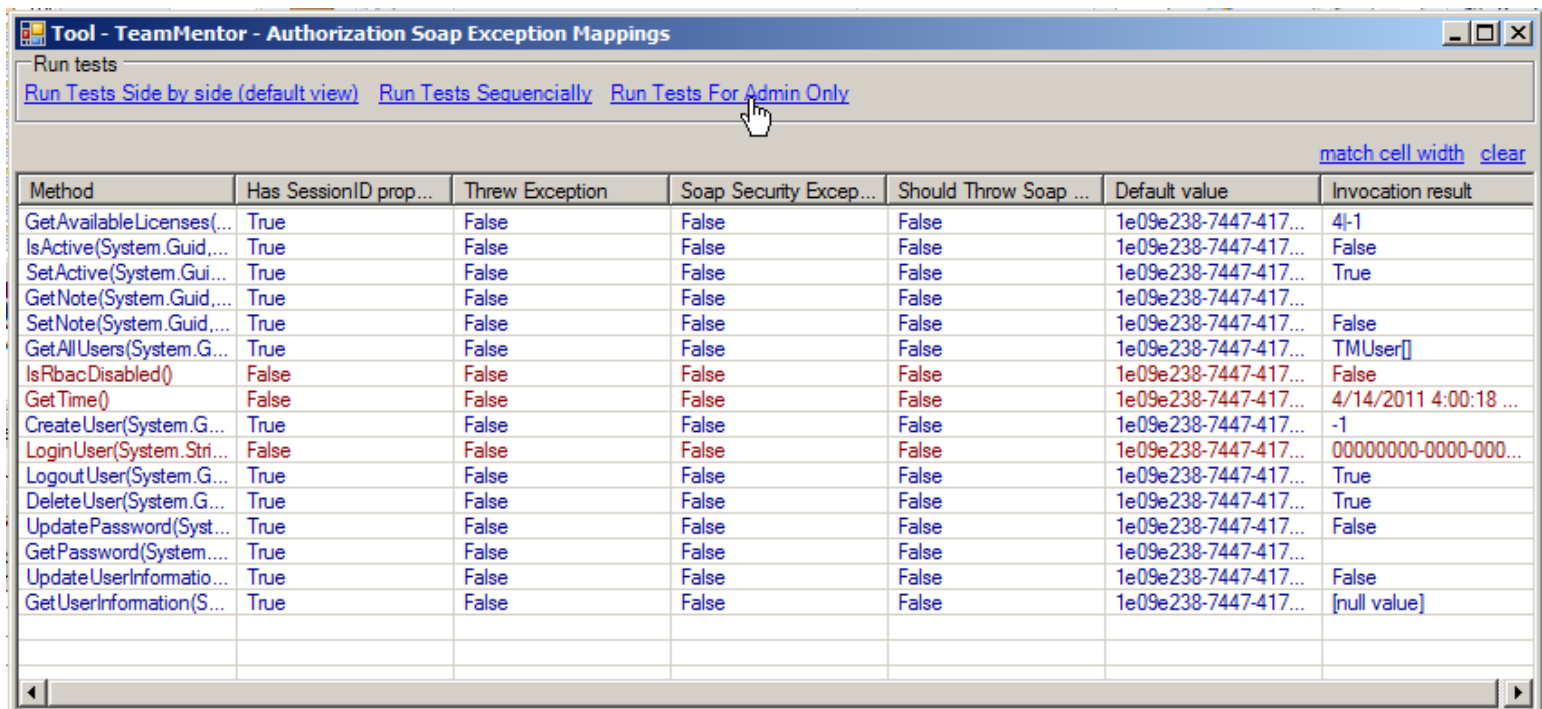 Tool - TeamMentor - Authorization Soap Exception Mappings
Run tests
Run Tests Side by side (default view) Run Tests Sequencially Run Tests For Admin Only
match cell width clear
Method Has SessionID prop... Threw Exception Soap Security Excep... Should Throw Soap ... Default value Invocation result
GetAvailableLicenses(... True False False False 1e09e238-7447-417... 4|-1
IsActive(System.Guid,... True False False False 1e09e238-7447-417... False
SetActive(System.Gui... True False False False 1e09e238-7447-417... True
GetNote(System.Guid,... True False False False 1e09e238-7447-417...
SetNote(System.Guid,... True False False False 1e09e238-7447-417... False
GetAllUsers(System.G... True False False False 1e09e238-7447-417... TMUser[]
IsRbacDisabled() False False False False 1e09e238-7447-417... False
GetTime() False False False False 1e09e238-7447-417... 4/14/2011 4:00:18 ...
CreateUser(System.G... True False False False 1e09e238-7447-417... -1
LoginUser(System.Stri... False False False False 1e09e238-7447-417... 00000000-0000-000...
LogoutUser(System.G... True False False False 1e09e238-7447-417... True
DeleteUser(System.G... True False False False 1e09e238-7447-417... True
UpdatePassword(Syst... True False False False 1e09e238-7447-417... False
GetPassword(System.... True False False False 1e09e238-7447-417...
UpdateUserInformatio... True False False False 1e09e238-7447-417... False
GetUserInformation(S... True False False False 1e09e238-7447-417... [null value]